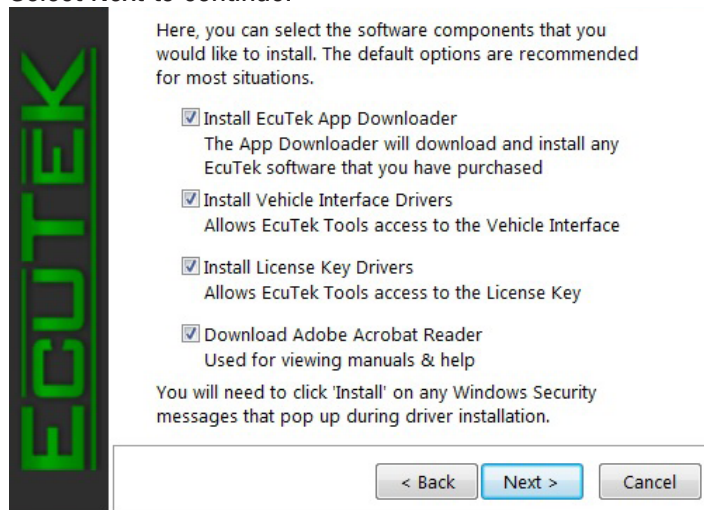 Select Next to continue.
ECUTEK
Here, you can select the software components that you
would like to install. The default options are recommended
for most situations.
Install EcuTek App Downloader
The App Downloader will download and install any
EcuTek software that you have purchased
Install Vehicle Interface Drivers
Allows EcuTek Tools access to the Vehicle Interface
Install License Key Drivers
Allows EcuTek Tools access to the License Key
Download Adobe Acrobat Reader
Used for viewing manuals & help
You will need to click 'Install' on any Windows Security
messages that pop up during driver installation.
< Back Next > Cancel